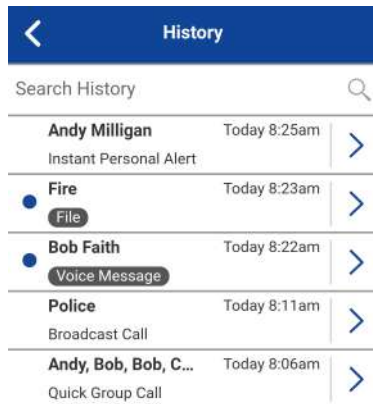 History
Search History
Andy Milligan Today 8:25am
Instant Personal Alert
Fire Today 8:23am
File
Bob Faith Today 8:22am
Voice Message
Police Today 8:11am
Broadcast Call
Andy, Bob, Bob, C... Today 8:06am
Quick Group Call